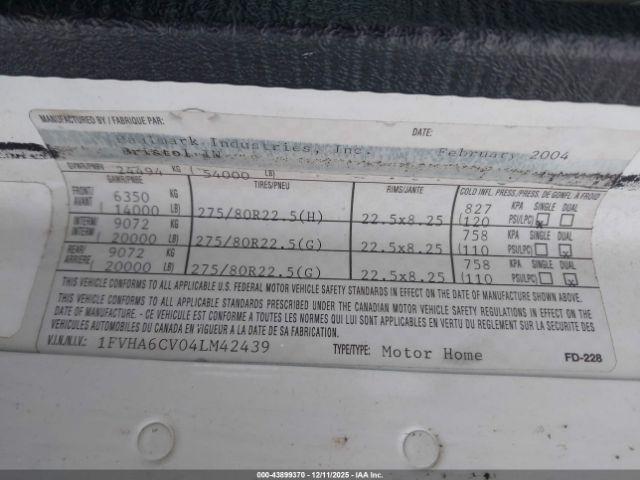 MANUFACTURED BY / FABRIQUE PAR: DATE:
Railmark Industries, Inc. February 2004
Bristol IN
GVWR/PNBV 24494 KG 54000 LB)
GAWR/PNBE TIRES/PNEU RIMS/JANTE COLD INFL. PRESS./PRESS. DE GONFL. A FROID
FRONT/ 6350 KG 827 KPA SINGLE DUAL
AVANT 14000 LB) 275/80R22.5(H) 22.5x8.25 (120 PSI/LPC)
INTERM/ 9072 KG 758 KPA SINGLE DUAL
INTERM 20000 LB) 275/80R22.5(G) 22.5x8.25 (110 PSI/LPC)
REAR/ 9072 KG 758 KPA SINGLE DUAL
ARRIERE 20000 LB) 275/80R22.5(G) 22.5x8.25 (110 PSI/LPC)
THIS VEHICLE CONFORMS TO ALL APPLICABLE U.S. FEDERAL MOTOR VEHICLE SAFETY STANDARDS IN EFFECT ON THE DATE OF MANUFACTURE SHOWN ABOVE.
THIS VEHICLE CONFORMS TO ALL APPLICABLE STANDARDS PRESCRIBED UNDER THE CANADIAN MOTOR VEHICLE SAFETY REGULATIONS IN EFFECT ON
THE DATE OF MANUFACTURE. / CE VEHICULE EST CONFORME A TOUTES LES NORMES QUI LUI SONT APPLICABLES EN VERTU DU REGLEMENT SUR LA SECURITE DES
VEHICULES AUTOMOBILES DU CANADA EN VIGUEUR A LA DATE DE SA FABRICATION.
V.I.N./N.I.V.: 1FVHA6CV04LM42439 TYPE/TYPE: Motor Home FD-228
000-43899370 - 12/11/2025 - IAA Inc.